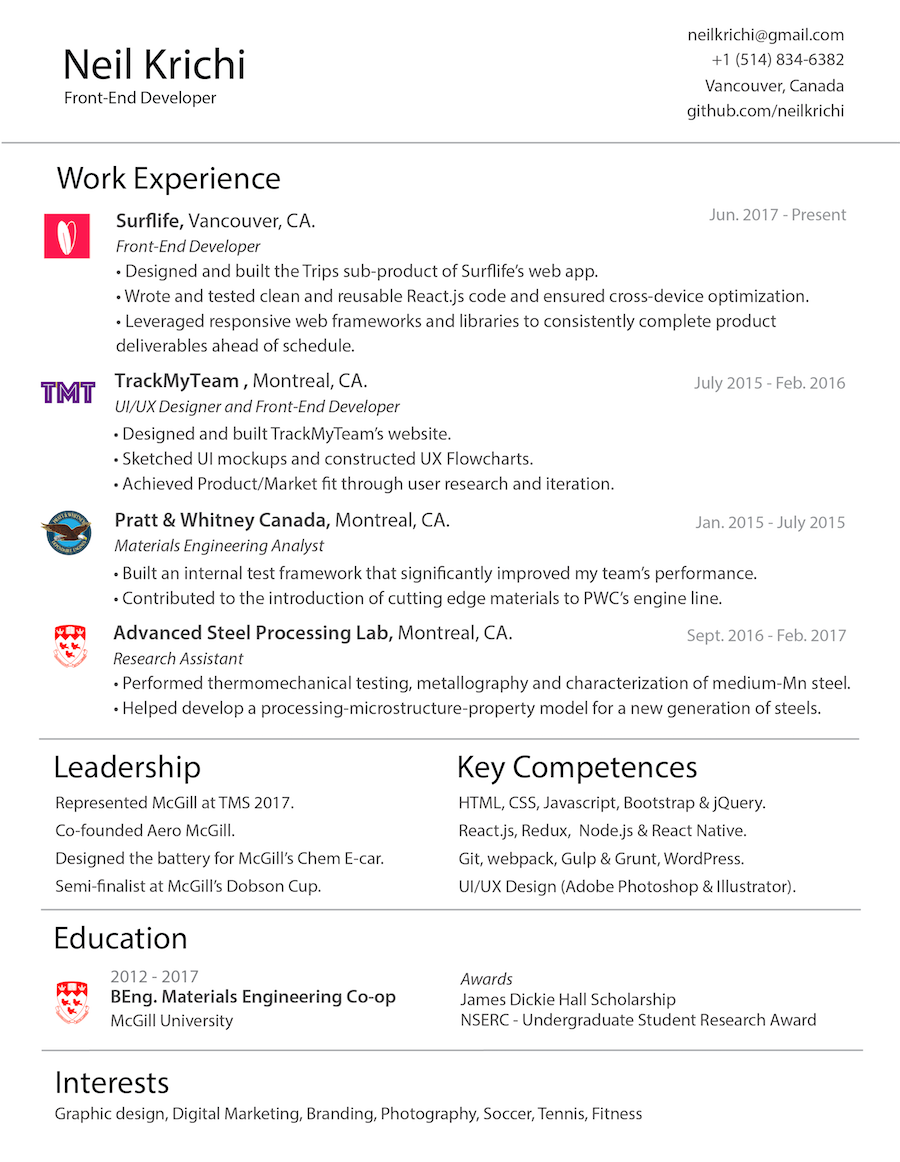 Neil Krichi
Front-End Developer
neilkrichi@gmail.com
+1 (514) 834-6382
Vancouver, Canada
github.com/neilkrichi
Work Experience
Surflife, Vancouver, CA.
Jun. 2017 - Present
Front-End Developer
• Designed and built the Trips sub-product of Surflife’s web app.
• Wrote and tested clean and reusable React.js code and ensured cross-device optimization.
• Leveraged responsive web frameworks and libraries to consistently complete product
deliverables ahead of schedule.
TMT
TrackMyTeam , Montreal, CA.
July 2015 - Feb. 2016
UI/UX Designer and Front-End Developer
• Designed and built TrackMyTeam’s website.
• Sketched UI mockups and constructed UX Flowcharts.
• Achieved Product/Market fit through user research and iteration.
Pratt & Whitney Canada, Montreal, CA.
Jan. 2015 - July 2015
Materials Engineering Analyst
• Built an internal test framework that significantly improved my team’s performance.
• Contributed to the introduction of cutting edge materials to PWC’s engine line.
Advanced Steel Processing Lab, Montreal, CA.
Sept. 2016 - Feb. 2017
Research Assistant
• Performed thermomechanical testing, metallography and characterization of medium-Mn steel.
• Helped develop a processing-microstructure-property model for a new generation of steels.
Leadership
Represented McGill at TMS 2017.
Co-founded Aero McGill.
Designed the battery for McGill’s Chem E-car.
Semi-finalist at McGill’s Dobson Cup.
Key Competences
HTML, CSS, Javascript, Bootstrap & jQuery.
React.js, Redux,  Node.js & React Native.
Git, webpack, Gulp & Grunt, WordPress.
UI/UX Design (Adobe Photoshop & Illustrator).
Education
2012 - 2017
BEng. Materials Engineering Co-op
McGill University
Awards
James Dickie Hall Scholarship
NSERC - Undergraduate Student Research Award
Interests
Graphic design, Digital Marketing, Branding, Photography, Soccer, Tennis, Fitness